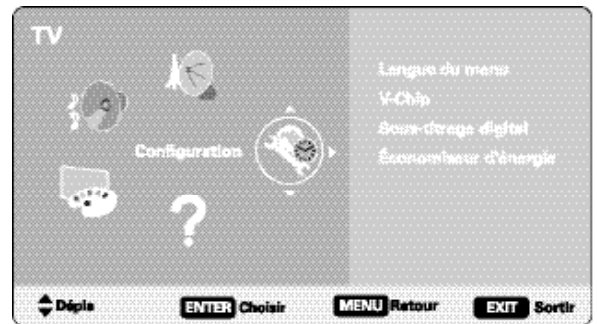 TV
Configuration
Langue du menu
V-Chip
Sous-titrage digital
Économiseur d'énergie
?
Dépla ENTER Choisir MENU Retour EXIT Sortir